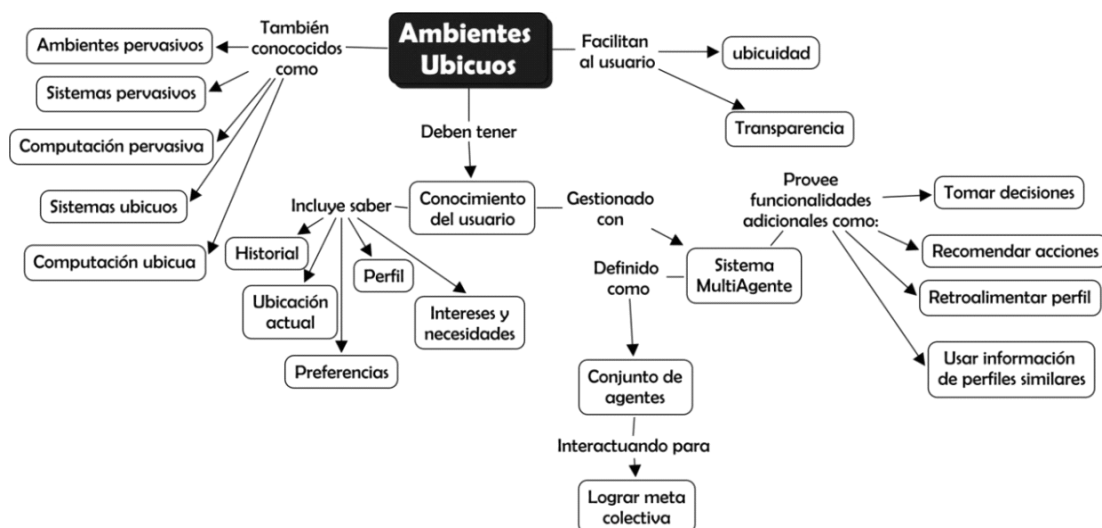 Ambientes
Ubicuos
También
conococidos
como
Ambientes pervasivos
Sistemas pervasivos
Computación pervasiva
Sistemas ubicuos
Computación ubicua
Facilitan
al usuario
ubicuidad
Transparencia
Deben tener
Conocimiento
del usuario
Incluye saber
Historial
Ubicación
actual
Preferencias
Perfil
Intereses y
necesidades
Gestionado
con
Sistema
MultiAgente
Definido
como
Conjunto de
agentes
Interactuando para
Lograr meta
colectiva
Provee
funcionalidades
adicionales como:
Tomar decisiones
Recomendar acciones
Retroalimentar perfil
Usar información
de perfiles similares